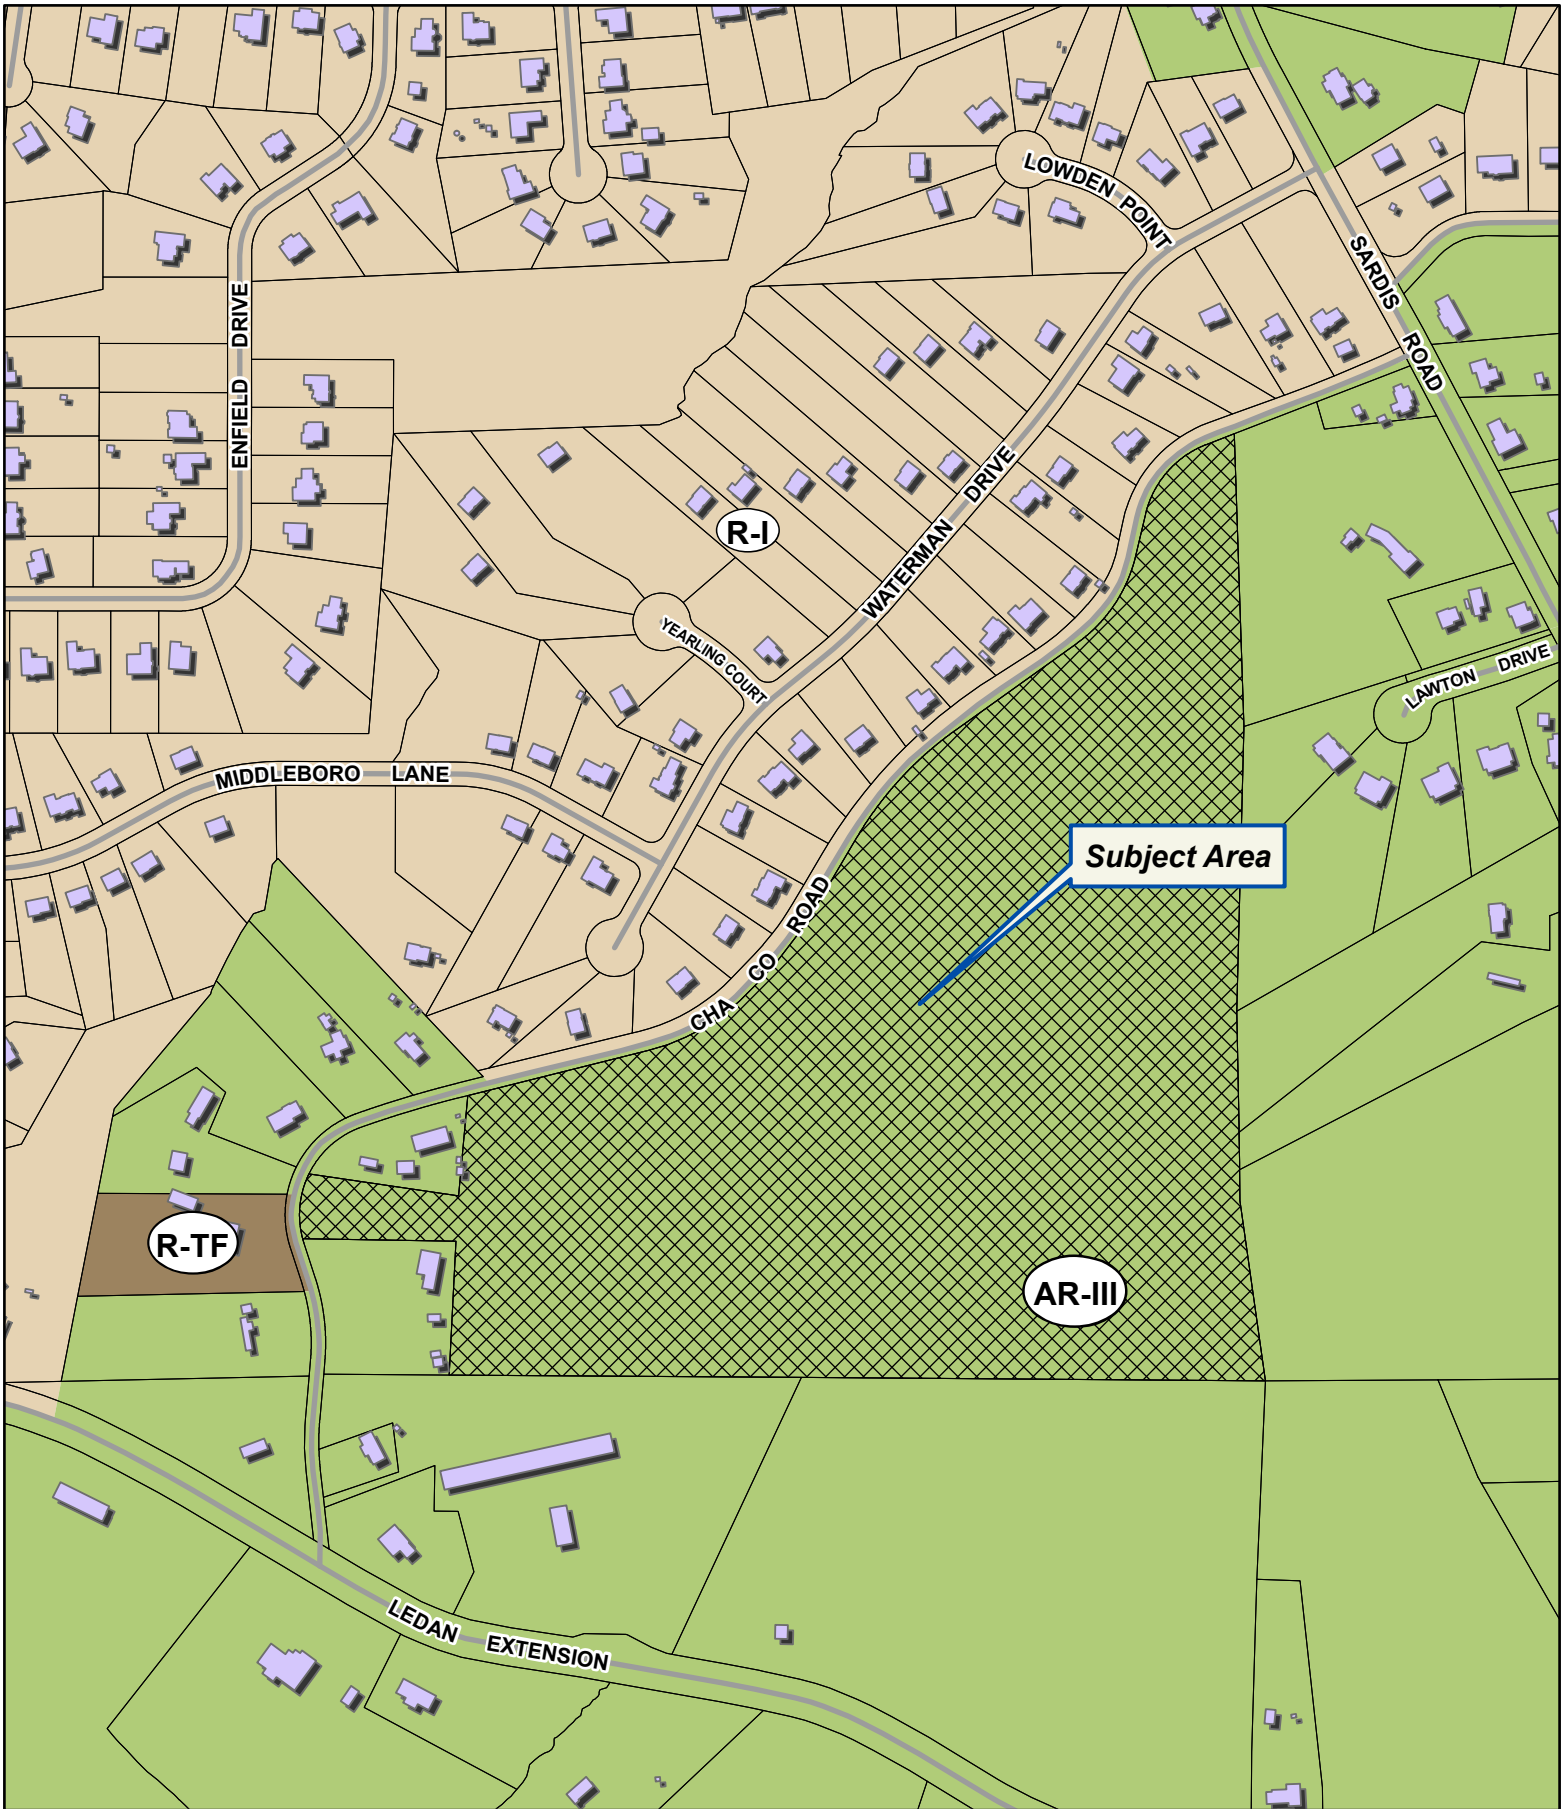 LOWDEN POINT
SARDIS ROAD
ENFIELD DRIVE
R-I
WATERMAN DRIVE
YEARLING COURT
LAWTON DRIVE
MIDDLEBORO LANE
Subject Area
CHA CO ROAD
R-TF
AR-III
LEDAN EXTENSION